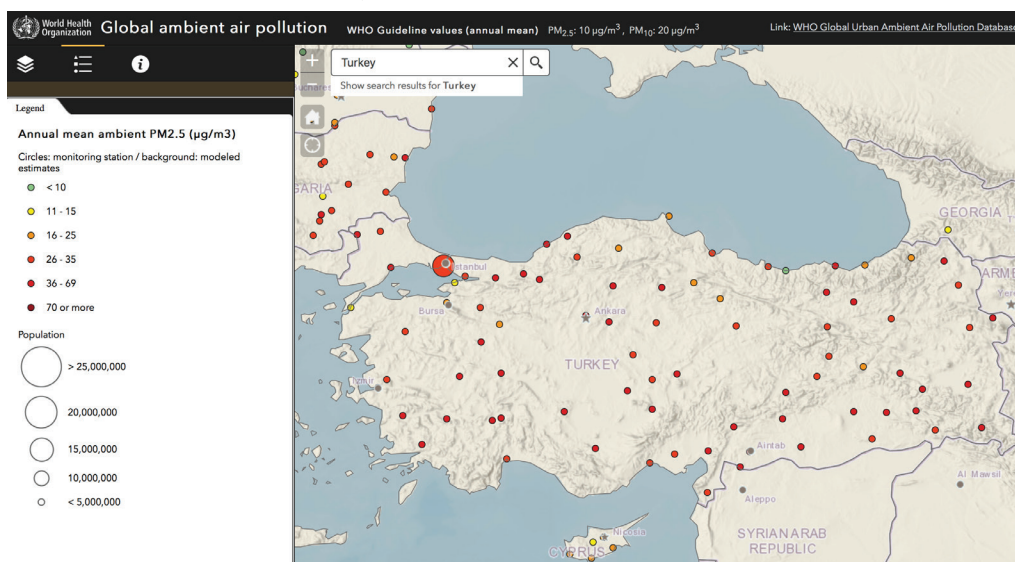 World Health
Organization
Global ambient air pollution
WHO Guideline values (annual mean) PM2.5: 10 µg/m³ , PM10: 20 µg/m³
Link: WHO Global Urban Ambient Air Pollution Database
Legend
Annual mean ambient PM2.5 (µg/m3)
Circles: monitoring station / background: modeled
estimates
< 10
11 - 15
16 - 25
26 - 35
36 - 69
70 or more
Population
> 25,000,000
20,000,000
15,000,000
10,000,000
< 5,000,000
+
Turkey
Show search results for Turkey
−
GARIA
GEORGIA
Istanbul
ARME
Bursa
Ankara
TURKEY
Izmir
Aintab
Al Mawsil
Aleppo
Nicosia
CYPRUS
SYRIAN ARAB
REPUBLIC